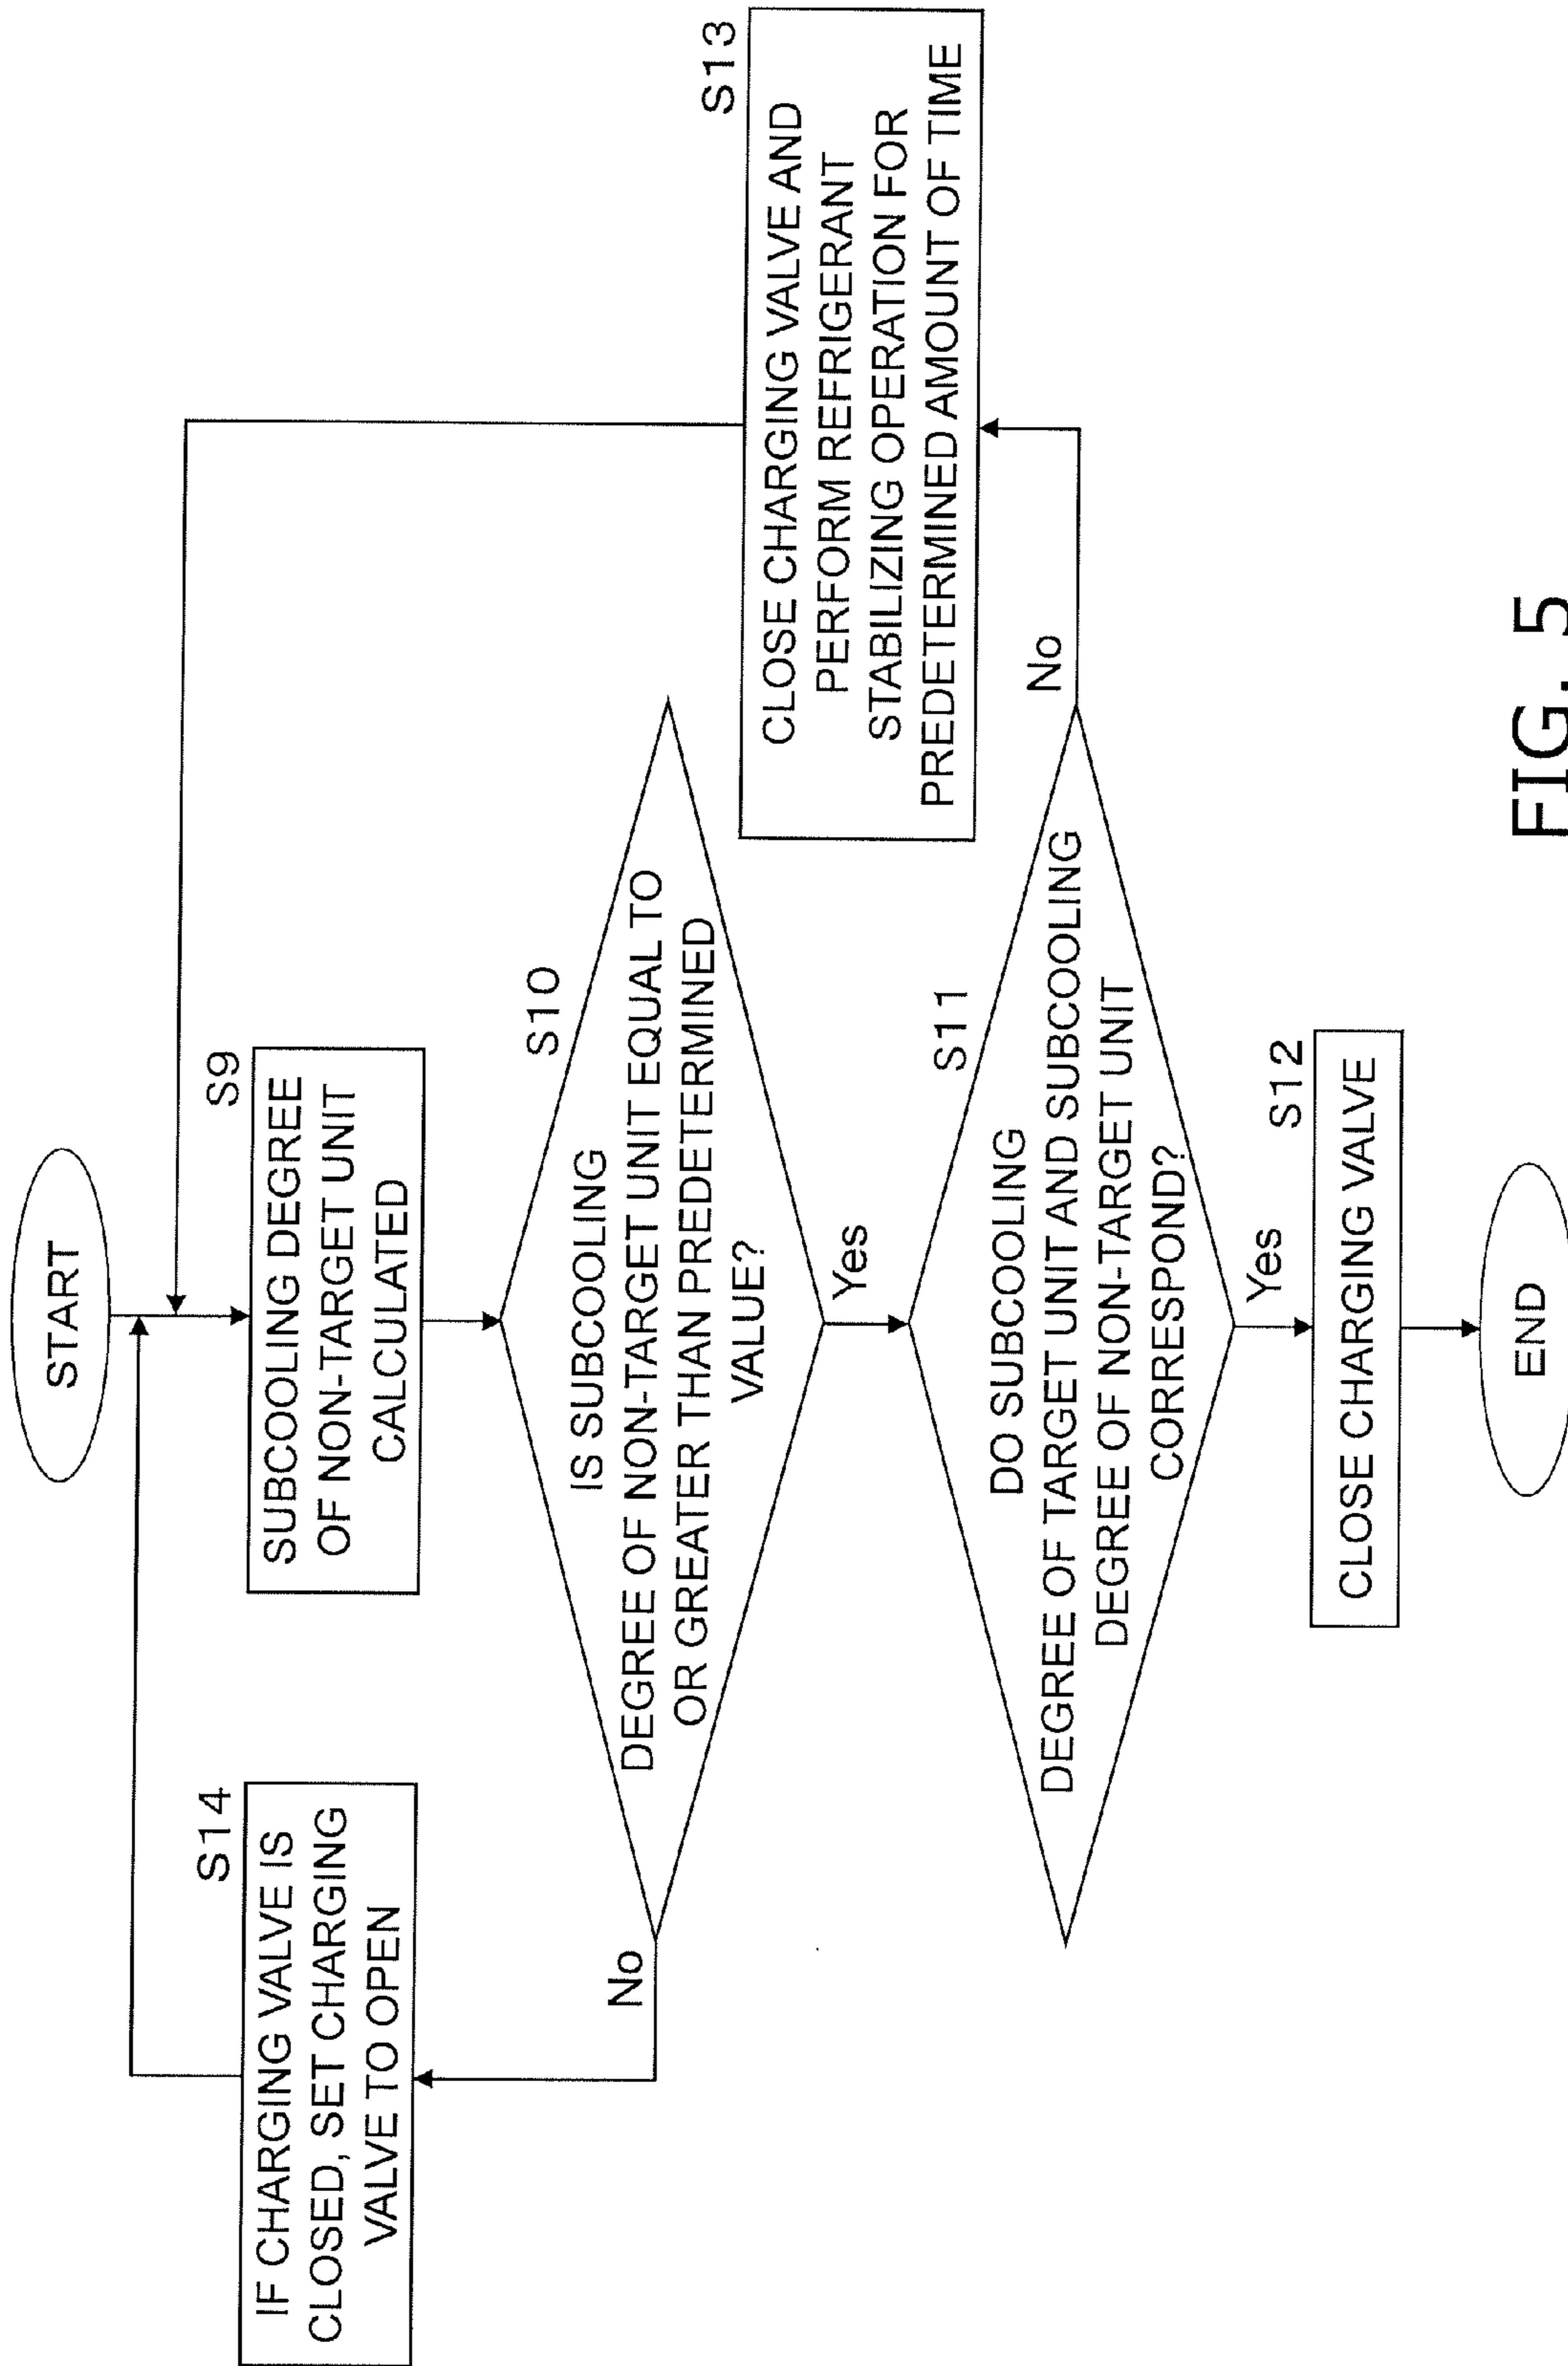 START
S9
SUBCOOLING DEGREE
OF NON-TARGET UNIT
CALCULATED
S10
IS SUBCOOLING
DEGREE OF NON-TARGET UNIT EQUAL TO
OR GREATER THAN PREDETERMINED
VALUE?
No
Yes
S14
IF CHARGING VALVE IS
CLOSED, SET CHARGING
VALVE TO OPEN
S11
DO SUBCOOLING
DEGREE OF TARGET UNIT AND SUBCOOLING
DEGREE OF NON-TARGET UNIT
CORRESPOND?
No
Yes
S13
CLOSE CHARGING VALVE AND
PERFORM REFRIGERANT
STABILIZING OPERATION FOR
PREDETERMINED AMOUNT OF TIME
S12
CLOSE CHARGING VALVE
END
FIG. 5